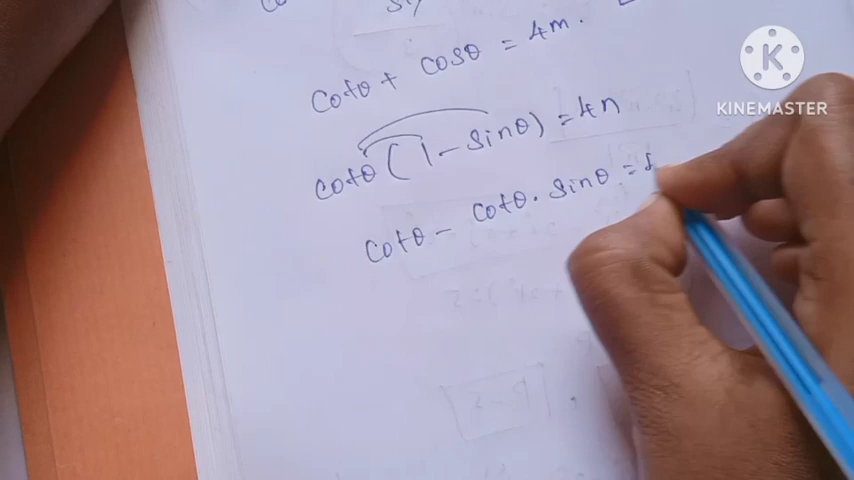 cotθ + cosθ = 4m.
cotθ (1 - sinθ) = 4n
cotθ - cotθ. sinθ =
KINEMASTER